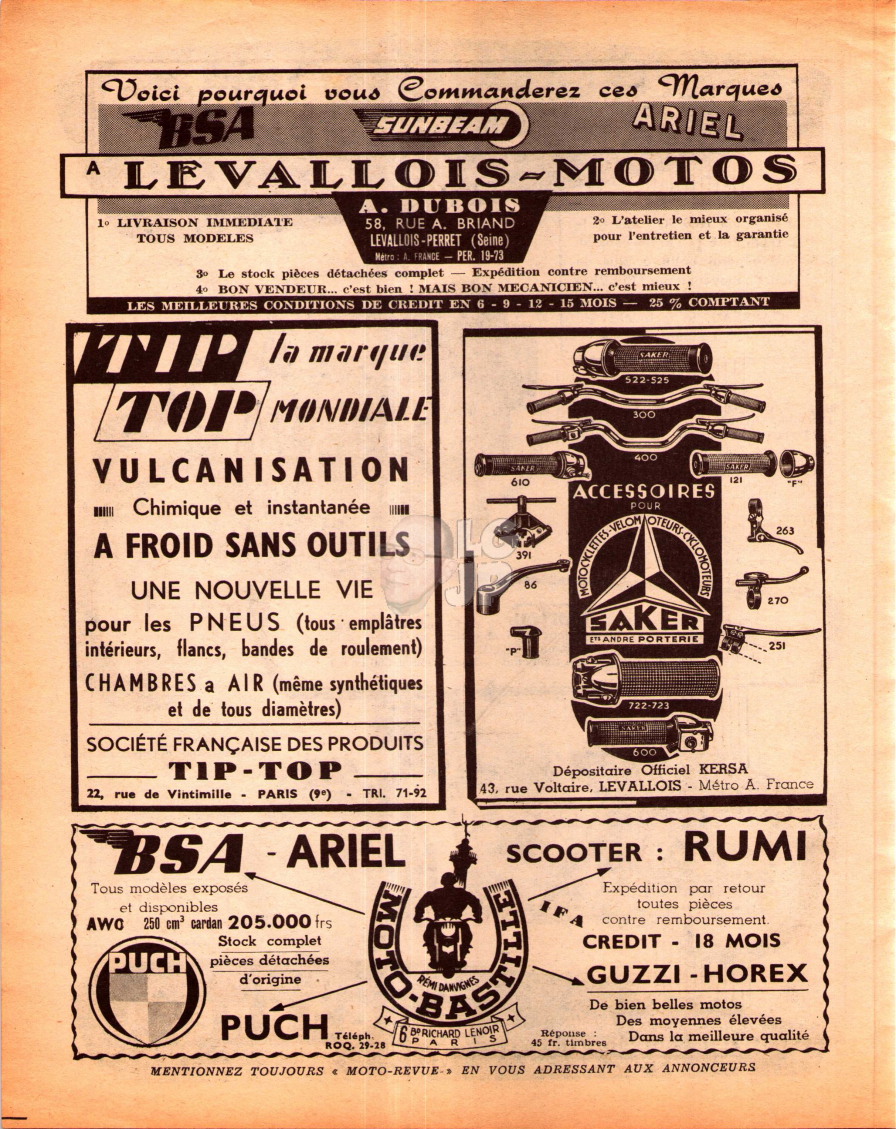 Voici pourquoi vous Commanderez ces Marques
BSA SUNBEAM ARIEL
A LEVALLOIS-MOTOS
A. DUBOIS
58, RUE A. BRIAND
LEVALLOIS-PERRET (Seine)
Métro : A. FRANCE — PER. 19-73
1o LIVRAISON IMMEDIATE
TOUS MODELES
2o L'atelier le mieux organisé
pour l'entretien et la garantie
3o Le stock pièces détachées complet — Expédition contre remboursement
4o BON VENDEUR... c'est bien ! MAIS BON MECANICIEN... c'est mieux !
LES MEILLEURES CONDITIONS DE CREDIT EN 6 - 9 - 12 - 15 MOIS — 25 % COMPTANT
TIP la marque
TOP MONDIALE
VULCANISATION
Chimique et instantanée
A FROID SANS OUTILS
UNE NOUVELLE VIE
pour les PNEUS (tous emplâtres
intérieurs, flancs, bandes de roulement)
CHAMBRES a AIR (même synthétiques
et de tous diamètres)
SOCIÉTÉ FRANÇAISE DES PRODUITS
TIP-TOP
22, rue de Vintimille - PARIS (9e) - TRI. 71-92
SAKER
522-525
300
400
SAKER
610
SAKER
121
"F"
ACCESSOIRES
POUR
MOTOCYCLETTES-VELOMOTEURS-CYCLOMOTEURS
391
263
86
270
SAKER
ETS ANDRE PORTERIE
251
"P"
722-723
SAKER
600
Dépositaire Officiel KERSA
43, rue Voltaire, LEVALLOIS - Métro A. France
BSA - ARIEL
Tous modèles exposés
et disponibles
AWO 250 cm3 cardan 205.000 frs
Stock complet
pièces détachées
d'origine
PUCH
PUCH
Téléph.
ROQ. 29-28
MOTO-BASTILLE
RÉMI DANVIGNES
6 BD RICHARD LENOIR
PARIS
SCOOTER : RUMI
Expédition par retour
toutes pièces
contre remboursement.
IFA
CREDIT - 18 MOIS
GUZZI - HOREX
De bien belles motos
Des moyennes élevées
Dans la meilleure qualité
Réponse :
45 fr. timbres
MENTIONNEZ TOUJOURS « MOTO-REVUE » EN VOUS ADRESSANT AUX ANNONCEURS